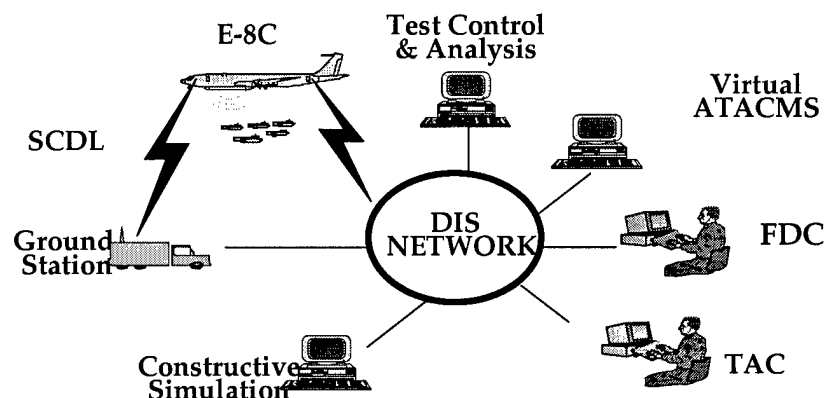 E-8C
Test Control
& Analysis
Virtual
ATACMS
SCDL
DIS
NETWORK
Ground
Station
FDC
Constructive
Simulation
TAC